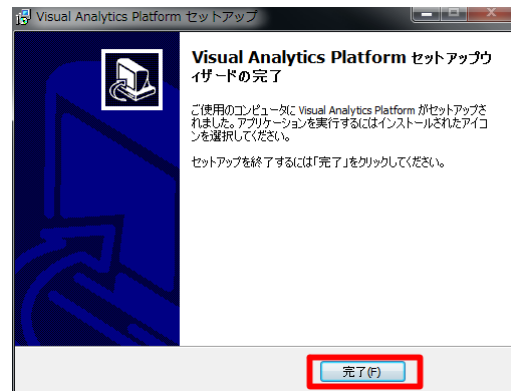 Visual Analytics Platform セットアップ
Visual Analytics Platform セットアップウ
ィザードの完了
ご使用のコンピュータに Visual Analytics Platform がセットアップさ
れました。アプリケーションを実行するにはインストールされたアイコ
ンを選択してください。
セットアップを終了するには「完了」をクリックしてください。
完了(F)